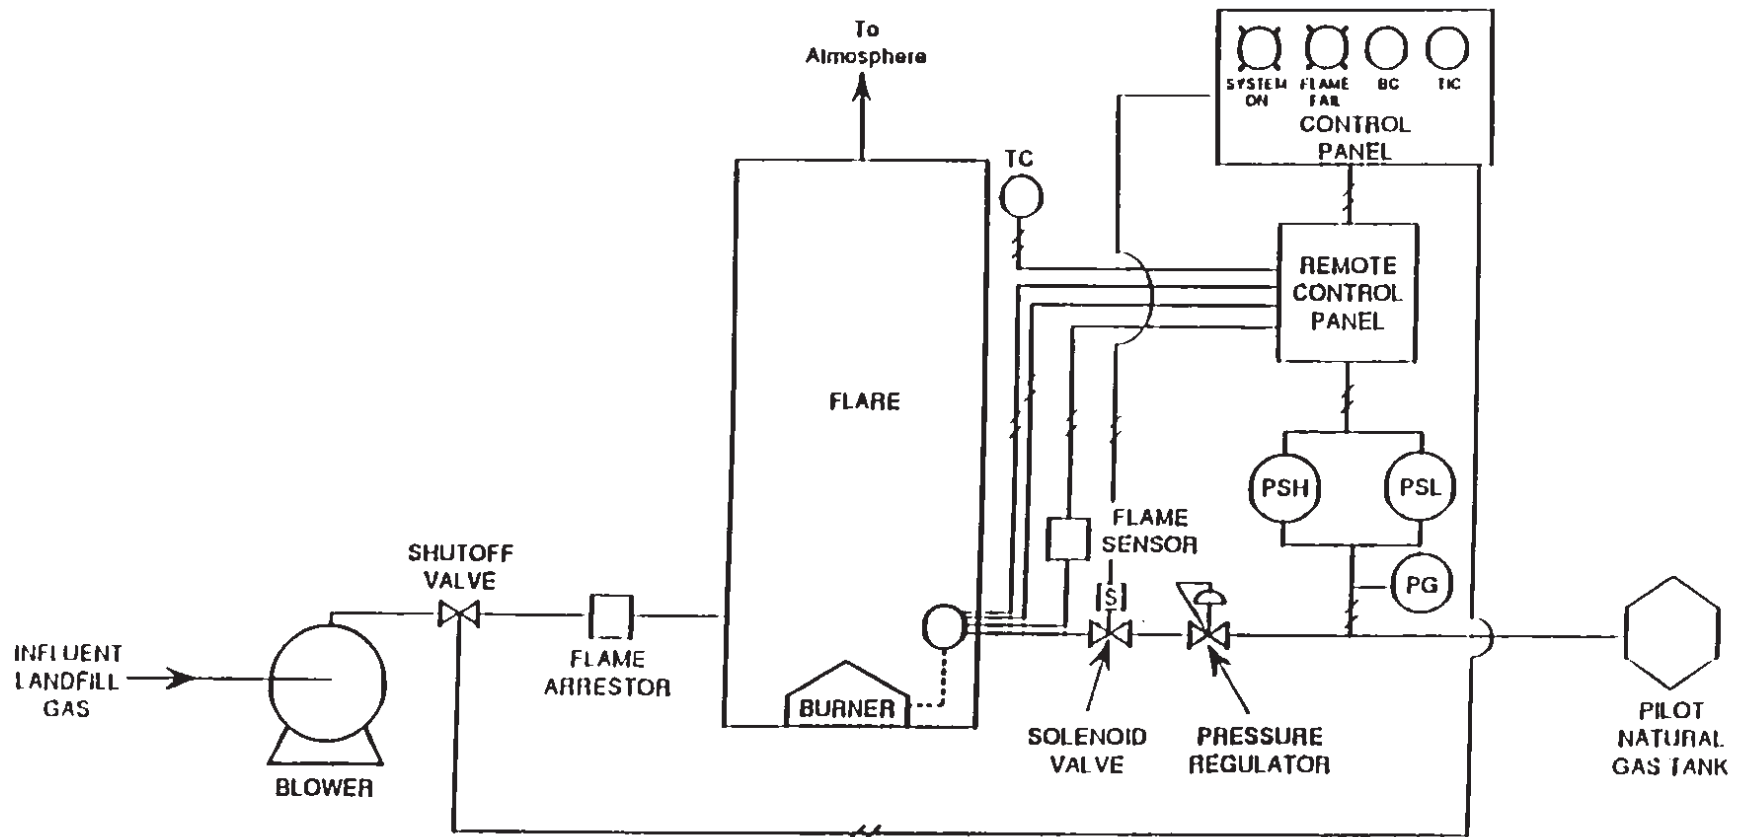 To
Atmosphere
SYSTEM
ON
FLAME
FAIL
BC
TIC
CONTROL
PANEL
TC
REMOTE
CONTROL
PANEL
FLARE
PSH
PSL
FLAME
SENSOR
SHUTOFF
VALVE
PG
S
INFLUENT
LANDFILL
GAS
FLAME
ARRESTOR
BURNER
BLOWER
SOLENOID
VALVE
PRESSURE
REGULATOR
PILOT
NATURAL
GAS TANK